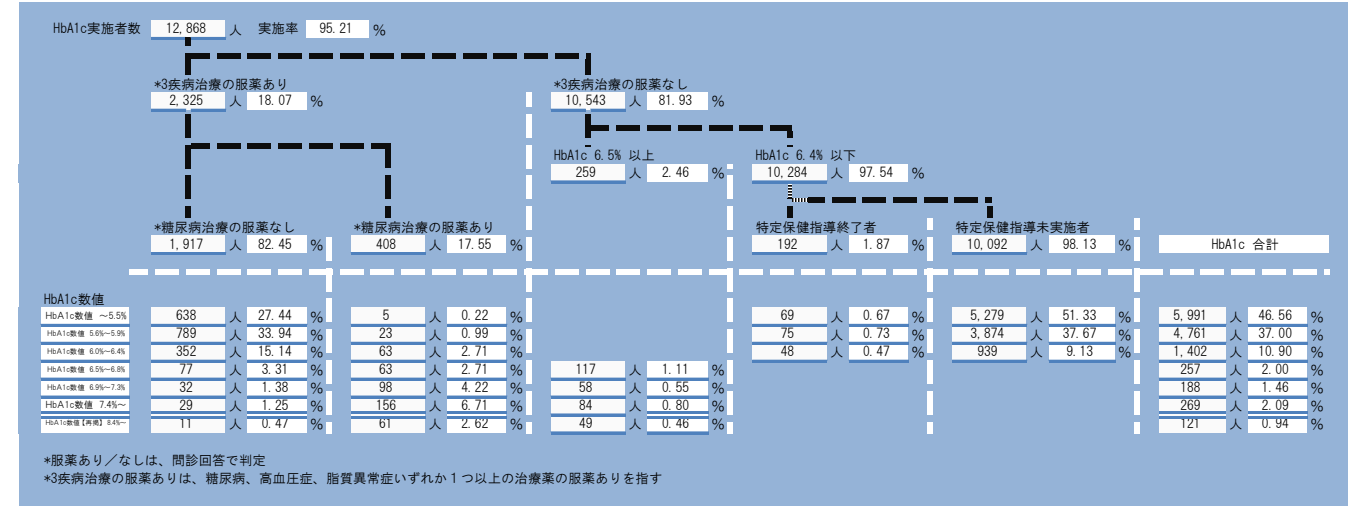 HbA1c実施者数 12,868 人 実施率 95.21 %
*3疾病治療の服薬あり *3疾病治療の服薬なし
2,325 人 18.07 % 10,543 人 81.93 %
HbA1c 6.5% 以上 HbA1c 6.4% 以下
259 人 2.46 % 10,284 人 97.54 %
*糖尿病治療の服薬なし *糖尿病治療の服薬あり 特定保健指導終了者 特定保健指導未実施者
1,917 人 82.45 % 408 人 17.55 % 192 人 1.87 % 10,092 人 98.13 % HbA1c 合計
HbA1c数値
HbA1c数値 ～5.5% 638 人 27.44 % 5 人 0.22 % 69 人 0.67 % 5,279 人 51.33 % 5,991 人 46.56 %
HbA1c数値 5.6%～5.9% 789 人 33.94 % 23 人 0.99 % 75 人 0.73 % 3,874 人 37.67 % 4,761 人 37.00 %
HbA1c数値 6.0%～6.4% 352 人 15.14 % 63 人 2.71 % 48 人 0.47 % 939 人 9.13 % 1,402 人 10.90 %
HbA1c数値 6.5%～6.8% 77 人 3.31 % 63 人 2.71 % 117 人 1.11 % 257 人 2.00 %
HbA1c数値 6.9%～7.3% 32 人 1.38 % 98 人 4.22 % 58 人 0.55 % 188 人 1.46 %
HbA1c数値 7.4%～ 29 人 1.25 % 156 人 6.71 % 84 人 0.80 % 269 人 2.09 %
HbA1c数値【再掲】 8.4%～ 11 人 0.47 % 61 人 2.62 % 49 人 0.46 % 121 人 0.94 %
*服薬あり／なしは、問診回答で判定
*3疾病治療の服薬ありは、糖尿病、高血圧症、脂質異常症いずれか１つ以上の治療薬の服薬ありを指す